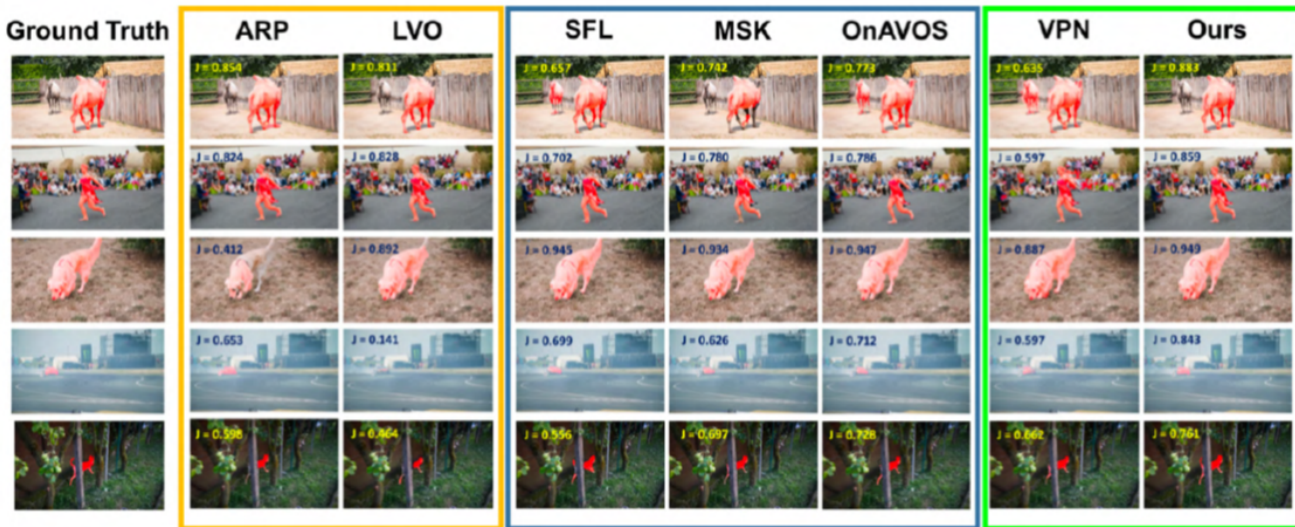 Ground Truth ARP LVO SFL MSK OnAVOS VPN Ours
J = 0.854 J = 0.811 J = 0.657 J = 0.742 J = 0.773 J = 0.635 J = 0.883
J = 0.824 J = 0.828 J = 0.702 J = 0.780 J = 0.786 J = 0.597 J = 0.859
J = 0.412 J = 0.892 J = 0.945 J = 0.934 J = 0.947 J = 0.887 J = 0.949
J = 0.653 J = 0.141 J = 0.699 J = 0.626 J = 0.712 J = 0.597 J = 0.843
J = 0.598 J = 0.464 J = 0.556 J = 0.697 J = 0.728 J = 0.662 J = 0.761